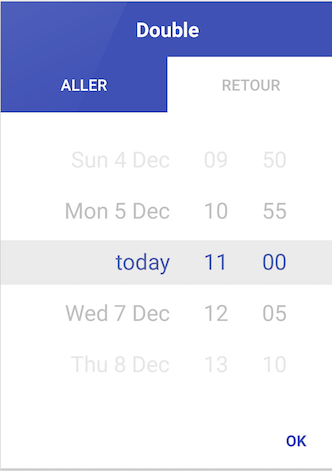 Double
ALLER RETOUR
Sun 4 Dec 09 50
Mon 5 Dec 10 55
today 11 00
Wed 7 Dec 12 05
Thu 8 Dec 13 10
OK